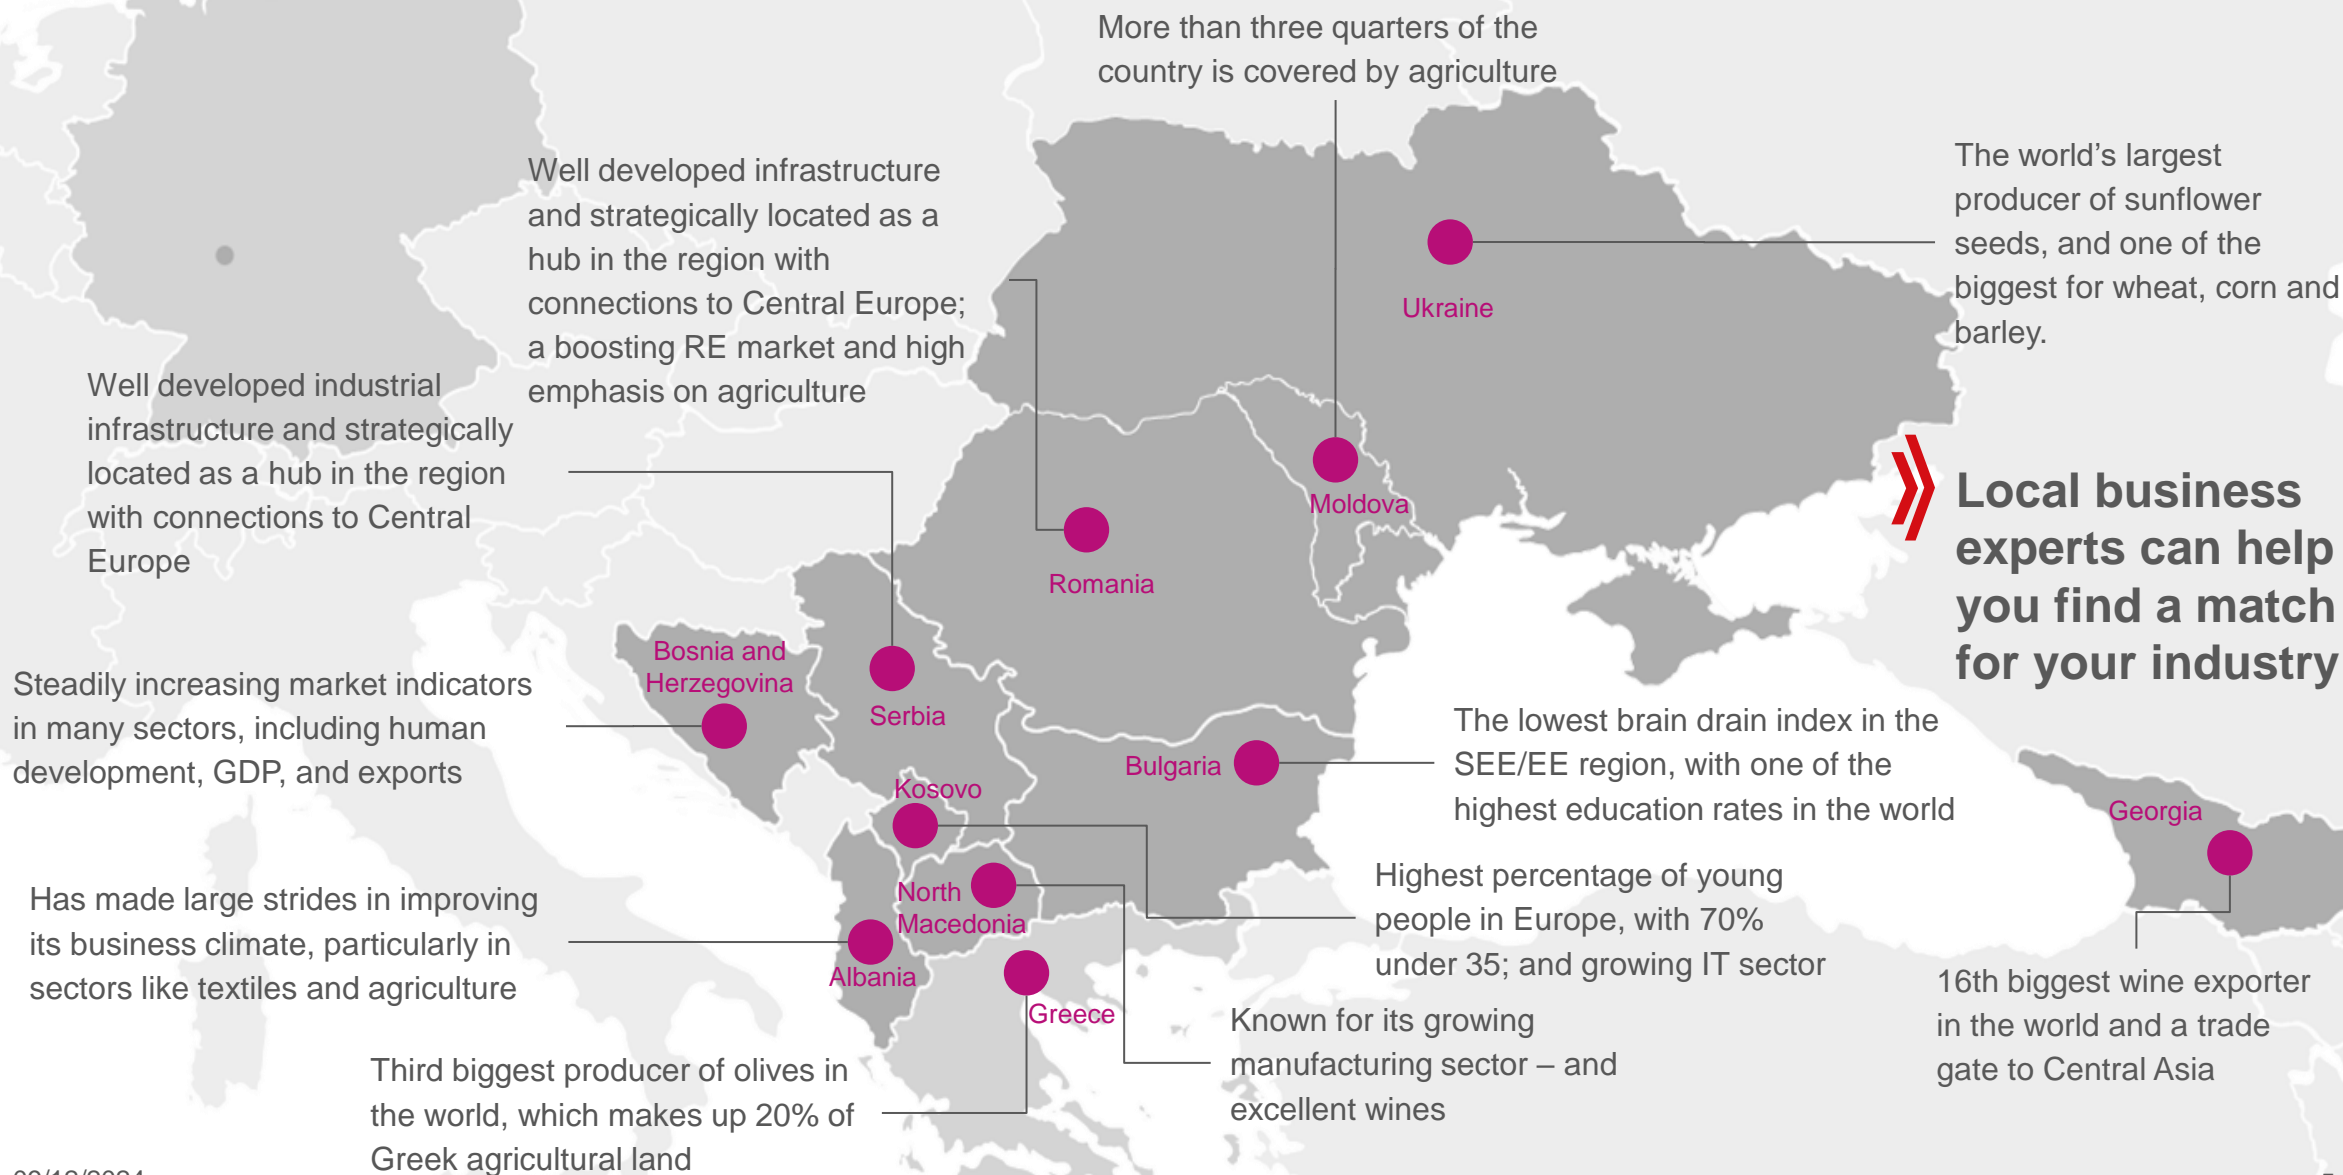 More than three quarters of the
country is covered by agriculture
Well developed infrastructure
and strategically located as a
hub in the region with
connections to Central Europe;
a boosting RE market and high
emphasis on agriculture
The world’s largest
producer of sunflower
seeds, and one of the
biggest for wheat, corn and
barley.
Ukraine
Well developed industrial
infrastructure and strategically
located as a hub in the region
with connections to Central
Europe
Moldova
Romania
Local business
experts can help
you find a match
for your industry
Bosnia and
Herzegovina
Serbia
Steadily increasing market indicators
in many sectors, including human
development, GDP, and exports
Bulgaria
The lowest brain drain index in the
SEE/EE region, with one of the
highest education rates in the world
Kosovo
Georgia
Highest percentage of young
people in Europe, with 70%
under 35; and growing IT sector
Has made large strides in improving
its business climate, particularly in
sectors like textiles and agriculture
North
Macedonia
Albania
Greece
16th biggest wine exporter
in the world and a trade
gate to Central Asia
Known for its growing
manufacturing sector – and
excellent wines
Third biggest producer of olives in
the world, which makes up 20% of
Greek agricultural land